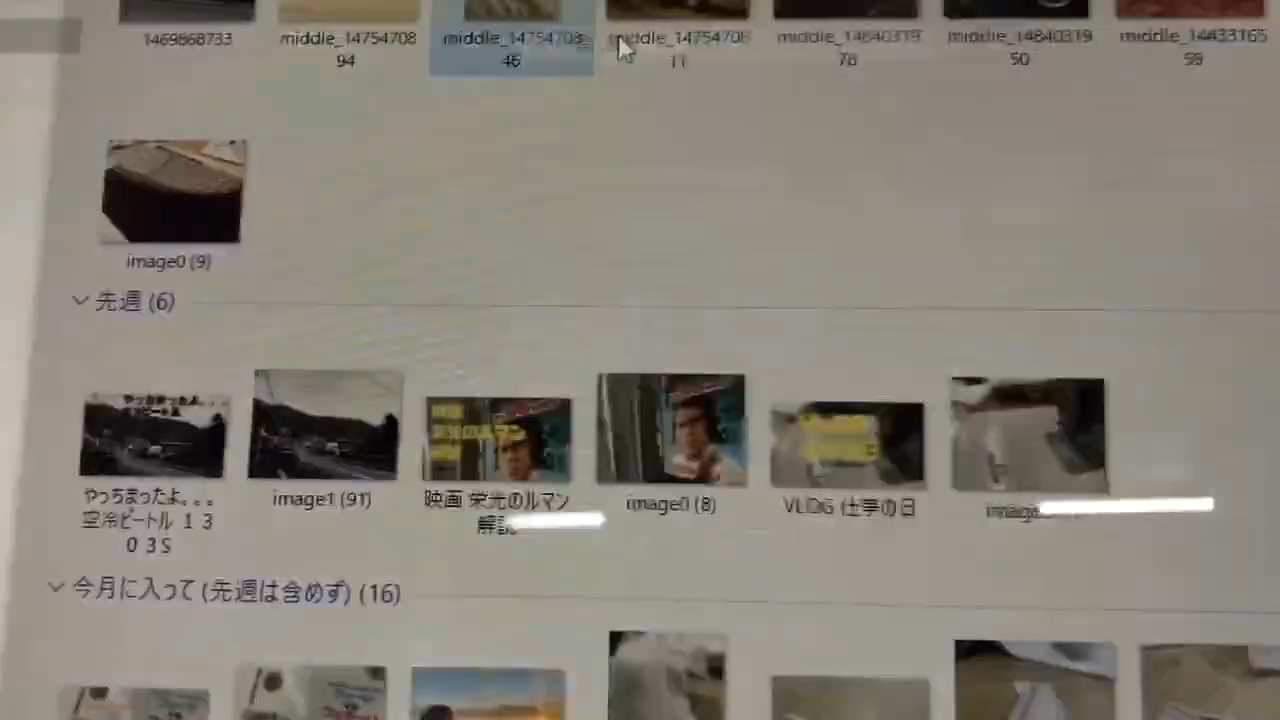 1469868733
middle_14754708
94
middle_14754708
46
middle_14754708
11
middle_14840319
78
middle_14840319
50
middle_14433165
image0 (9)
先週 (6)
やっちまったよ。。。
空冷ビートル 1 3
0 3 S
image1 (91)
映画 栄光のルマン
解説
image0 (8)
VLOG 仕事の日
今月に入って (先週は含めず) (16)